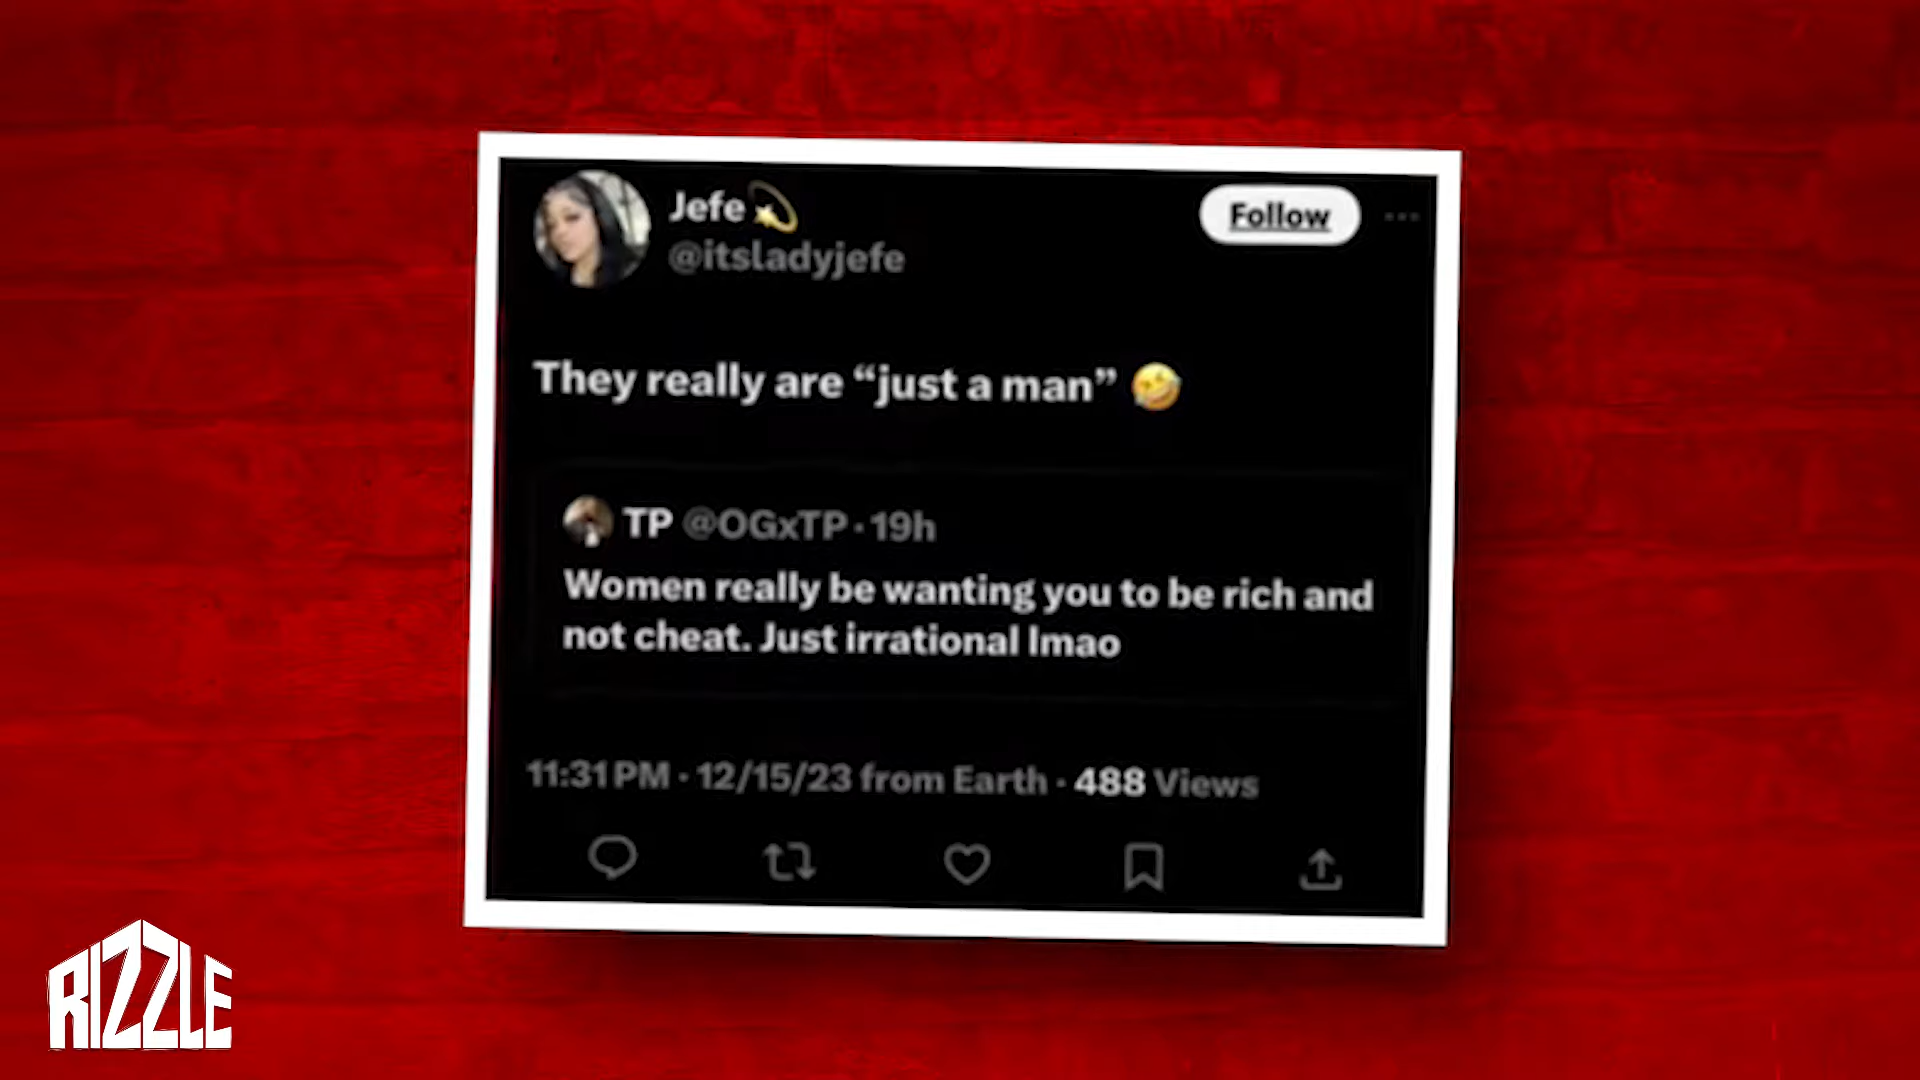 Jefe💫
@itsladyjefe
Follow
They really are “just a man” 🤣
TP @OGxTP · 19h
Women really be wanting you to be rich and
not cheat. Just irrational lmao
11:31 PM · 12/15/23 from Earth · 488 Views
RIZZLE